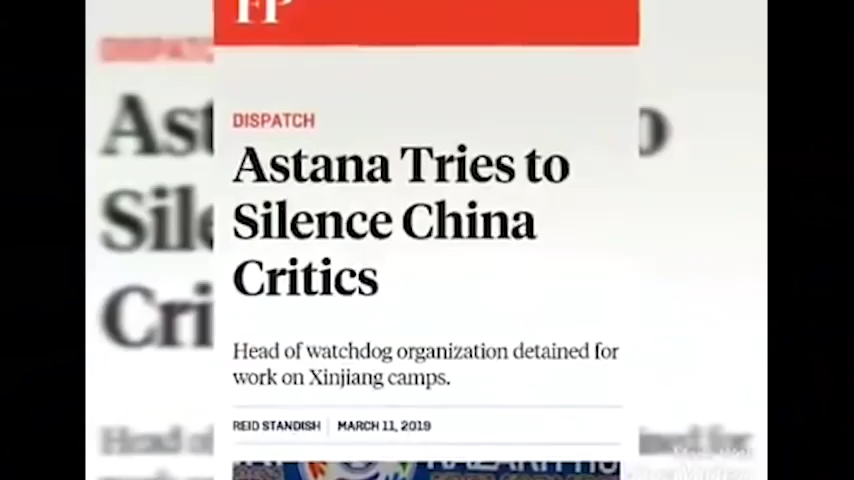 FP
DISPATCH
Astana Tries to
Silence China
Critics
Head of watchdog organization detained for
work on Xinjiang camps.
REID STANDISH | MARCH 11, 2019